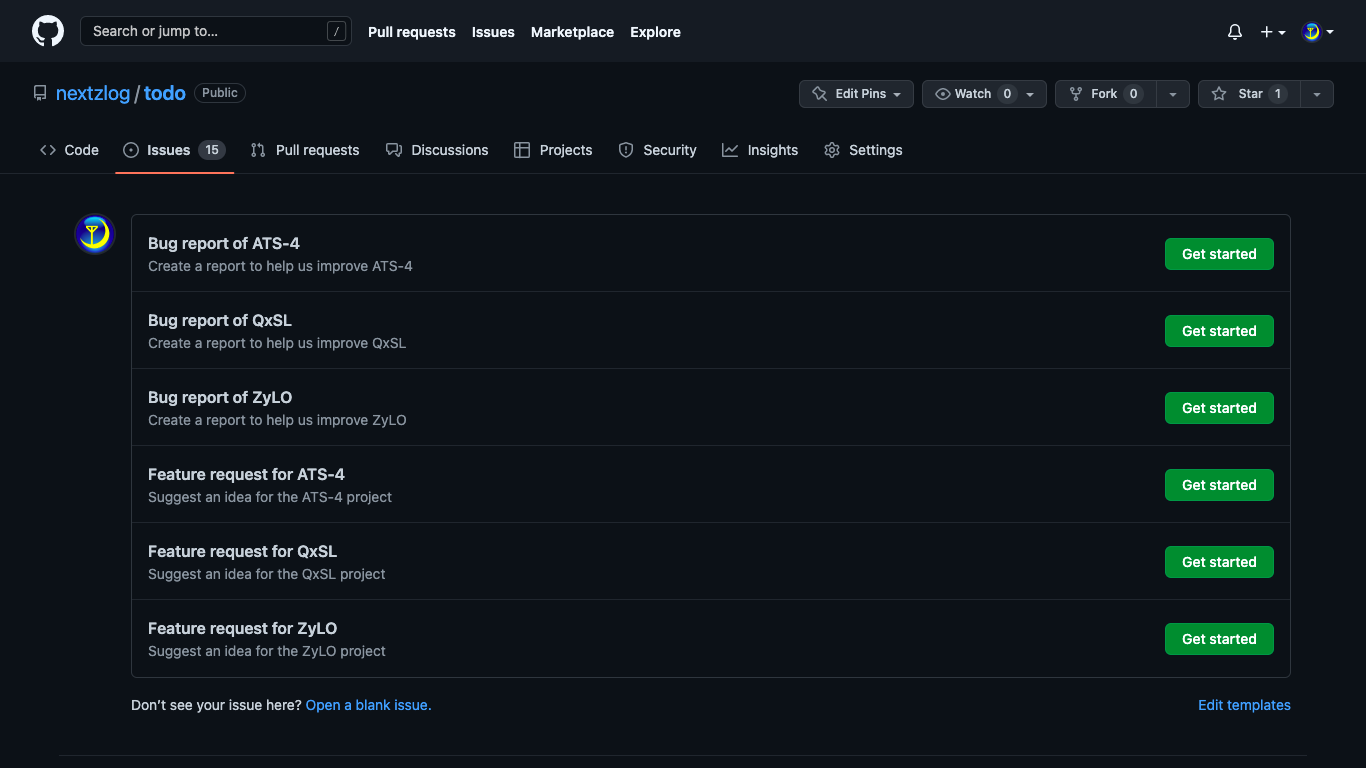 Search or jump to... /
Pull requests Issues Marketplace Explore
nextzlog / todo Public
Edit Pins Watch 0 Fork 0 Star 1
Code Issues 15 Pull requests Discussions Projects Security Insights Settings
Bug report of ATS-4
Create a report to help us improve ATS-4
Get started
Bug report of QxSL
Create a report to help us improve QxSL
Get started
Bug report of ZyLO
Create a report to help us improve ZyLO
Get started
Feature request for ATS-4
Suggest an idea for the ATS-4 project
Get started
Feature request for QxSL
Suggest an idea for the QxSL project
Get started
Feature request for ZyLO
Suggest an idea for the ZyLO project
Get started
Don’t see your issue here? Open a blank issue.
Edit templates